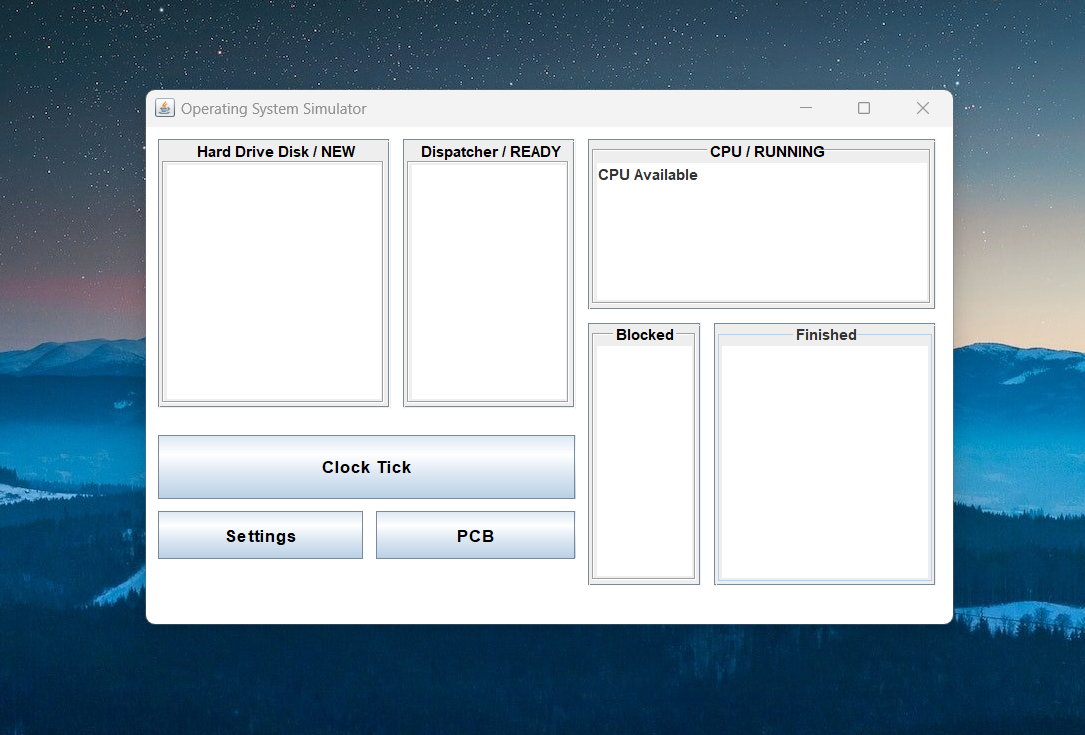 Operating System Simulator
Hard Drive Disk / NEW
Dispatcher / READY
CPU / RUNNING
CPU Available
Blocked
Finished
Clock Tick
Settings
PCB